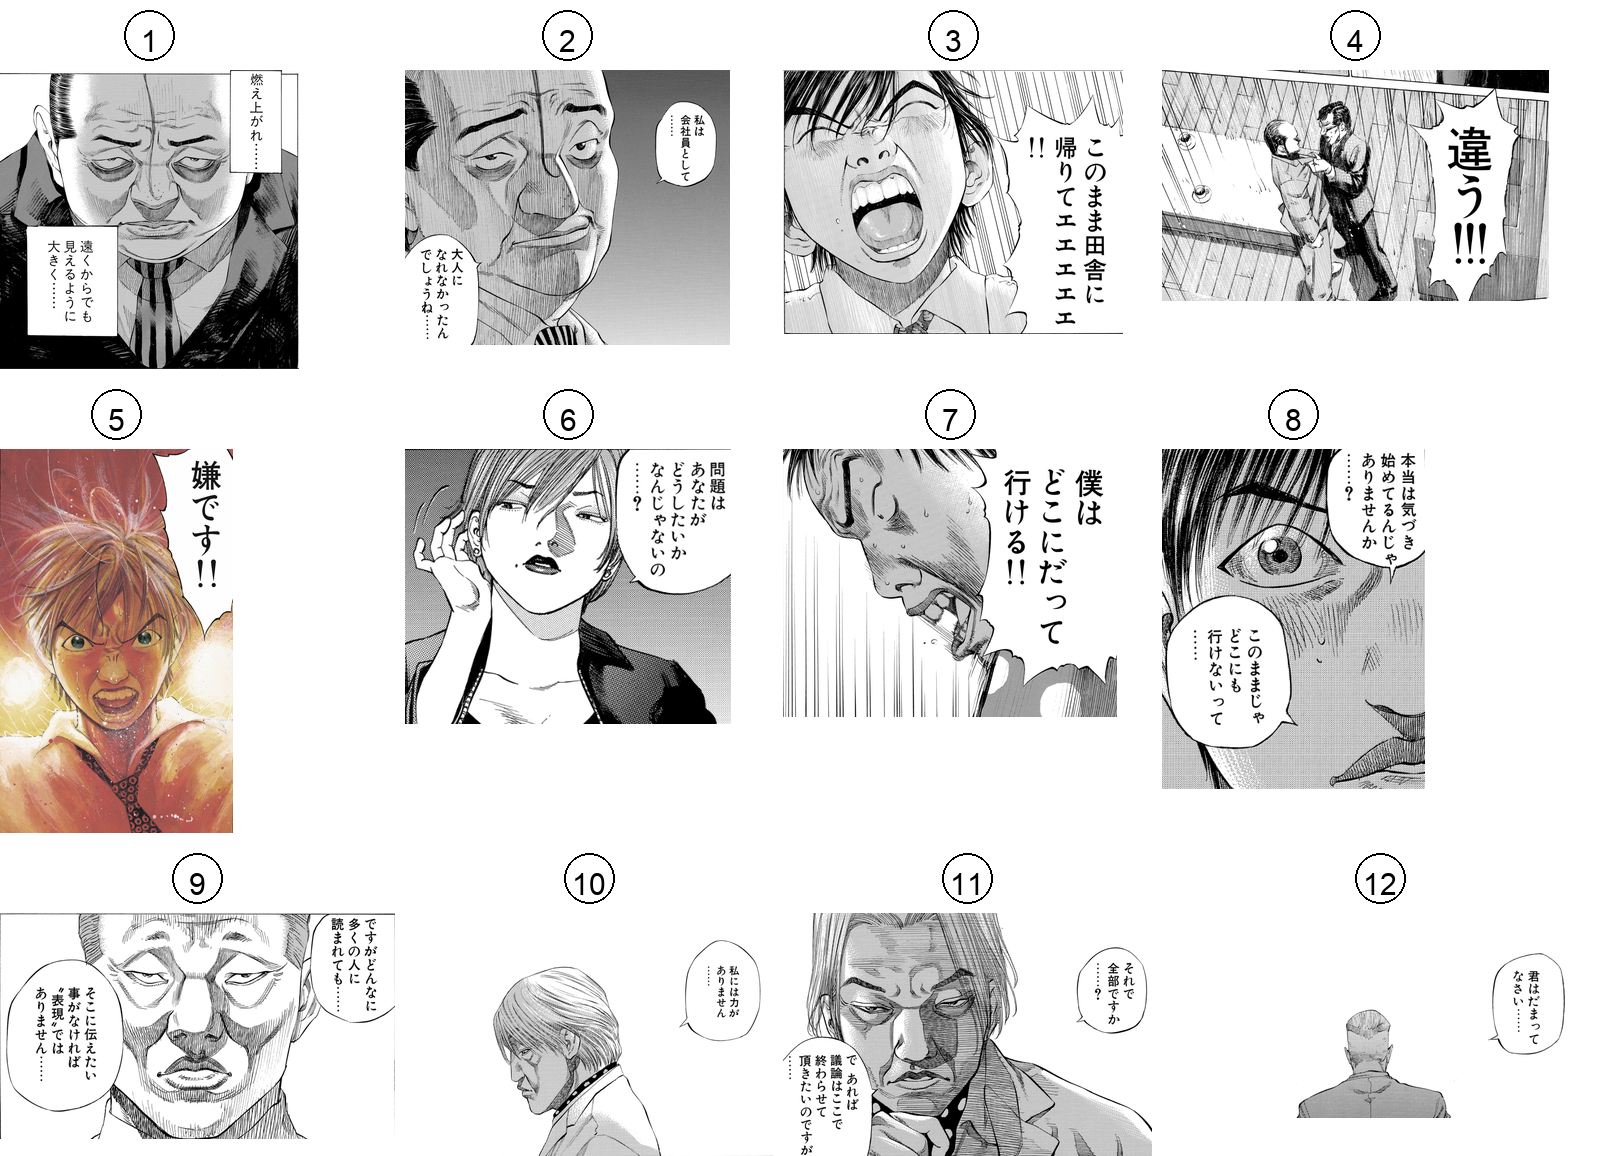 1
燃え上がれ……
遠くからでも
見えるように
大きく……
2
私は
会社員として
……
大人に
なれなかったん
でしょうね……
3
このまま田舎に
帰りてエエエエエ
!!
4
違う!!!
5
嫌です!!
6
問題は
あなたが
どうしたいか
なんじゃないの
……?
7
僕は
どこにだって
行ける!!
8
本当は気づき
始めてるんじゃ
ありませんか
……?
このままじゃ
どこにも
行けないって
……
9
ですがどんなに
多くの人に
読まれても……
そこに伝えたい
事がなければ
〝表現〟では
ありません……
10
私には力が
ありません
……
11
それで
全部ですか
……?
で あれば
議論はここで
終わらせて
頂きたいのですが
……
12
君はだまって
なさい……